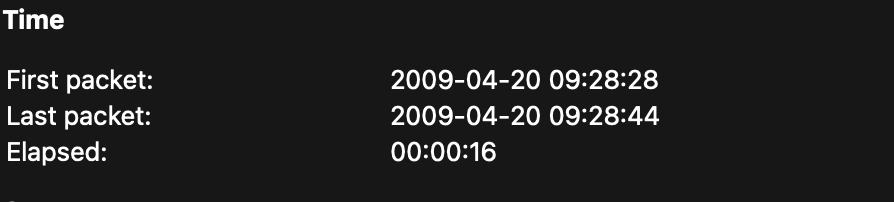 Time
First packet: 2009-04-20 09:28:28
Last packet: 2009-04-20 09:28:44
Elapsed: 00:00:16